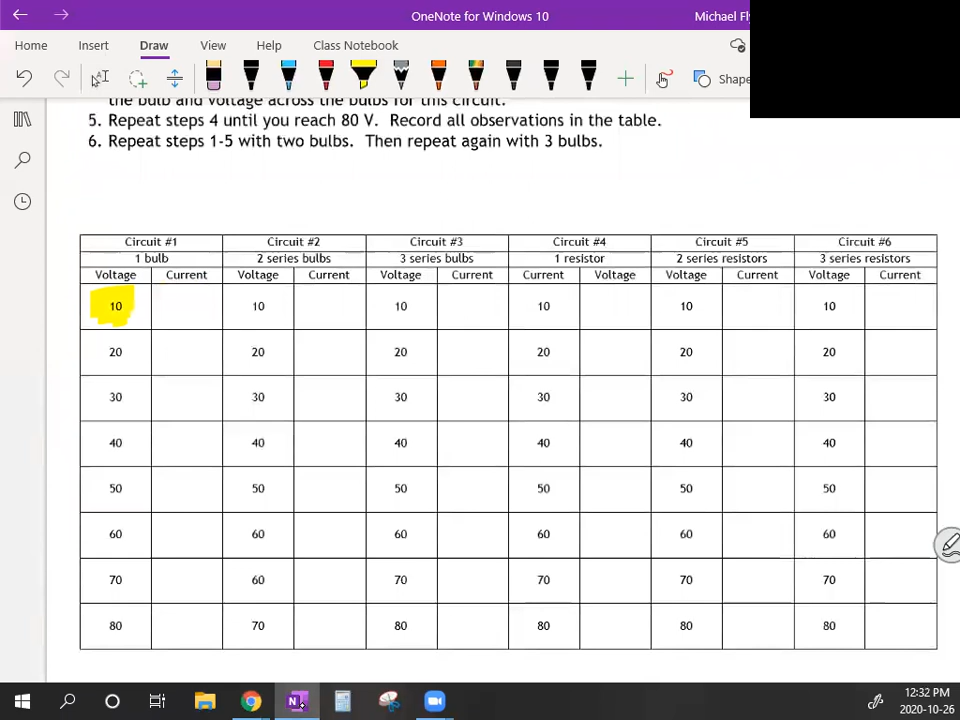 OneNote for Windows 10
Michael Fl
Home Insert Draw View Help Class Notebook
Shape
the bulb and voltage across the bulbs for this circuit.
5. Repeat steps 4 until you reach 80 V. Record all observations in the table.
6. Repeat steps 1-5 with two bulbs. Then repeat again with 3 bulbs.
Circuit #1 Circuit #2 Circuit #3 Circuit #4 Circuit #5 Circuit #6
1 bulb 2 series bulbs 3 series bulbs 1 resistor 2 series resistors 3 series resistors
Voltage Current Voltage Current Voltage Current Current Voltage Voltage Current Voltage Current
10 10 10 10 10 10
20 20 20 20 20 20
30 30 30 30 30 30
40 40 40 40 40 40
50 50 50 50 50 50
60 60 60 60 60 60
70 60 70 70 70 70
80 70 80 80 80 80
12:32 PM
2020-10-26